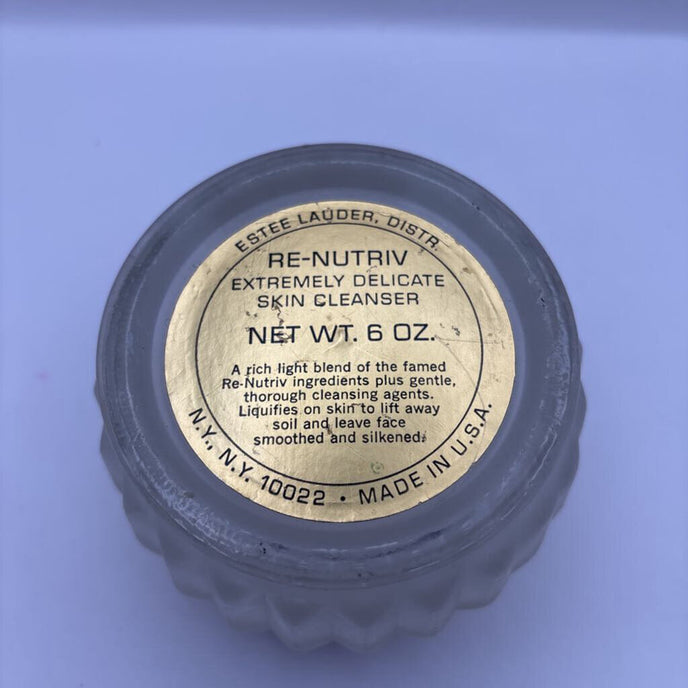 ESTEE LAUDER, DISTR.
RE-NUTRIV
EXTREMELY DELICATE
SKIN CLEANSER
NET WT. 6 OZ.
A rich light blend of the famed
Re-Nutriv ingredients plus gentle,
thorough cleansing agents.
Liquifies on skin to lift away
soil and leave face
smoothed and silkened.
N.Y., N.Y. 10022 • MADE IN U.S.A.